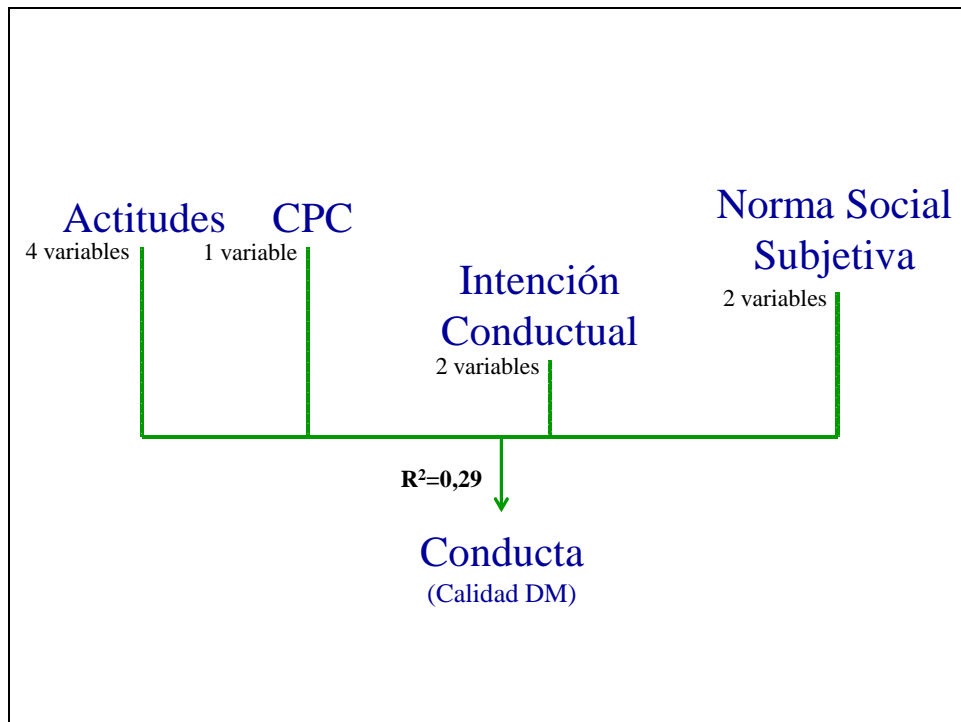 Actitudes
4 variables
CPC
1 variable
Intención
Conductual
2 variables
Norma Social
Subjetiva
2 variables
R²=0,29
Conducta
(Calidad DM)